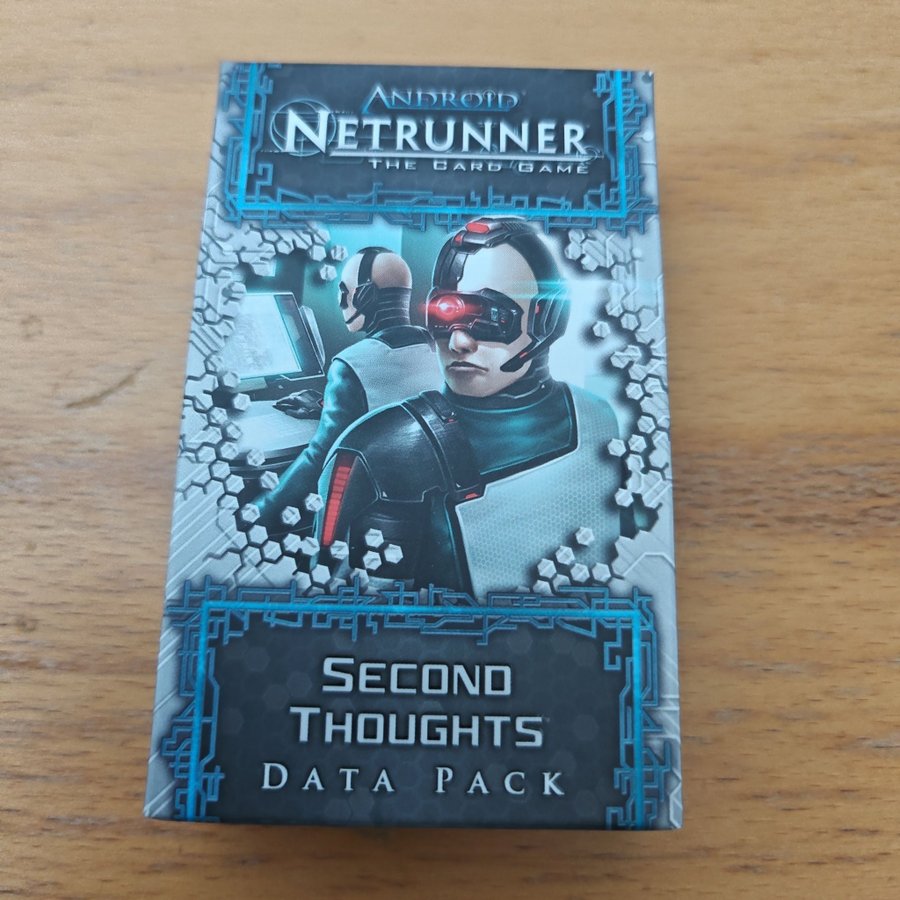 ANDROID
NETRUNNER
THE CARD GAME
SECOND
THOUGHTS
DATA PACK